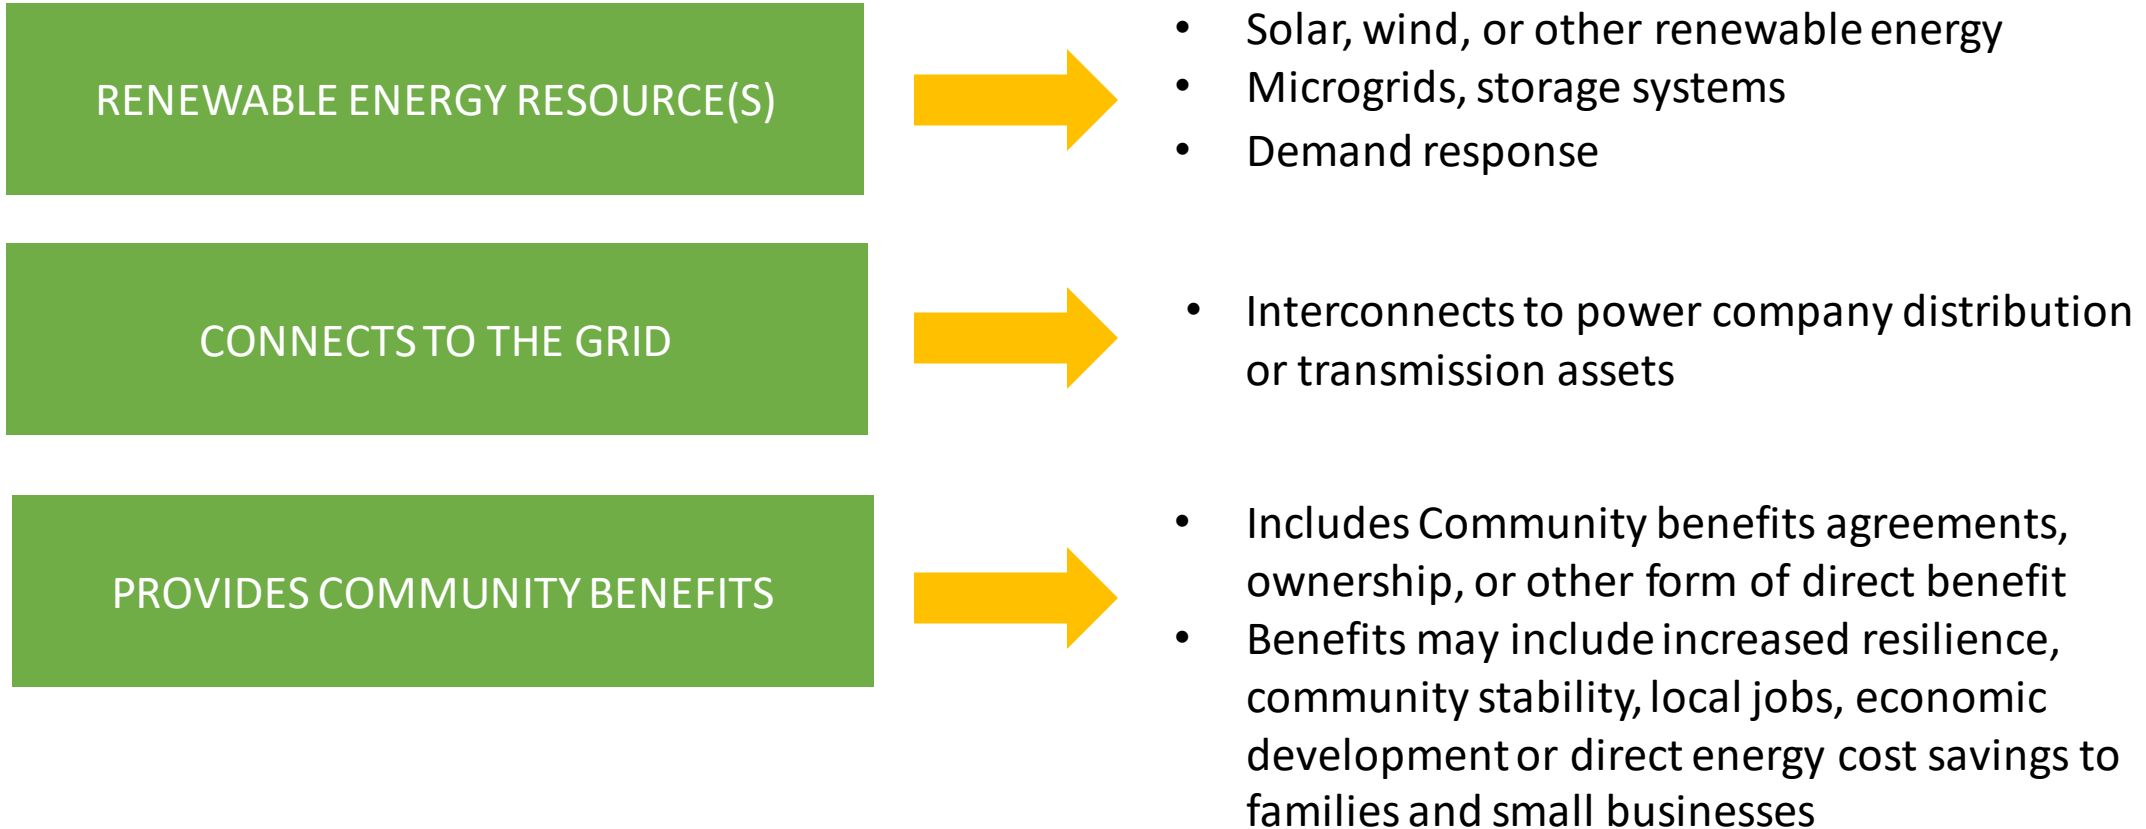 RENEWABLE ENERGY RESOURCE(S)
• Solar, wind, or other renewable energy
• Microgrids, storage systems
• Demand response
CONNECTS TO THE GRID
• Interconnects to power company distribution
or transmission assets
PROVIDES COMMUNITY BENEFITS
• Includes Community benefits agreements,
ownership, or other form of direct benefit
• Benefits may include increased resilience,
community stability, local jobs, economic
development or direct energy cost savings to
families and small businesses